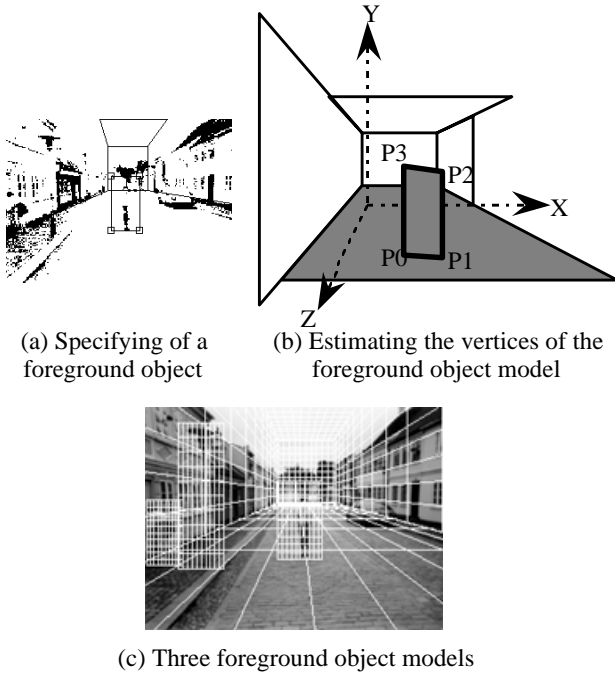 Y
P3
P2
X
P0
P1
Z
(a) Specifying of a
foreground object
(b) Estimating the vertices of the
foreground object model
(c) Three foreground object models